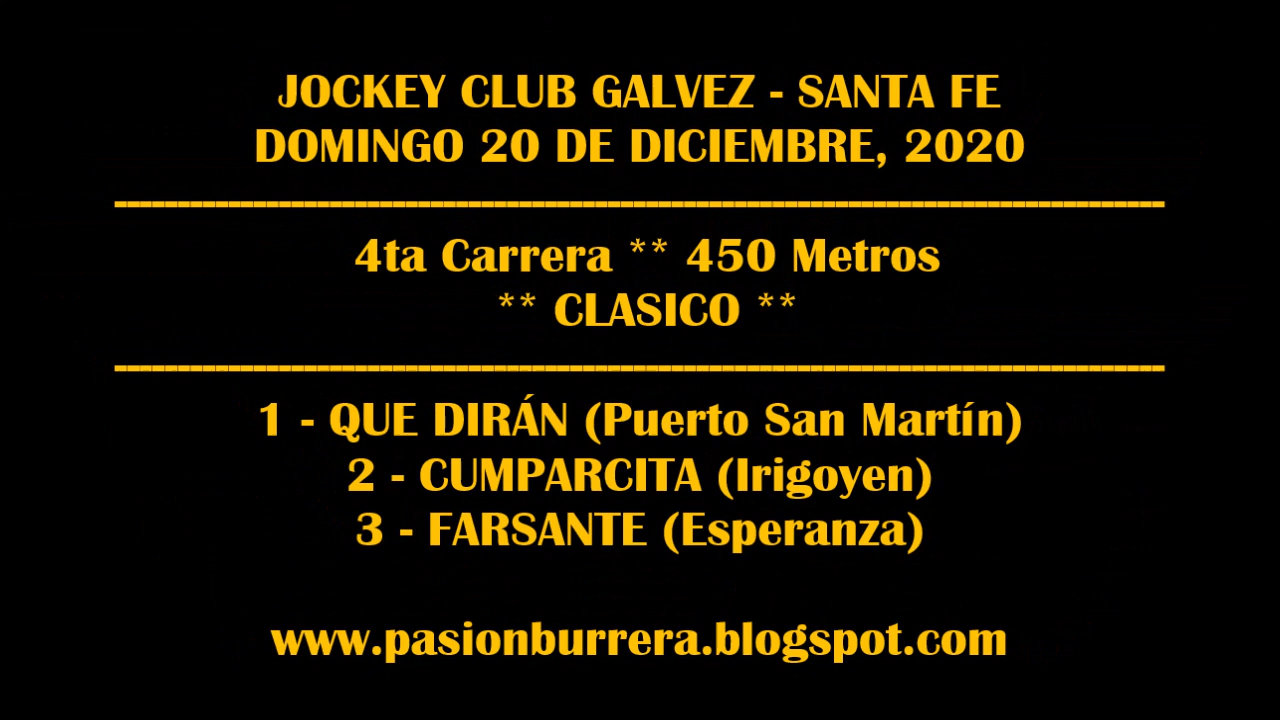 JOCKEY CLUB GALVEZ - SANTA FE
DOMINGO 20 DE DICIEMBRE, 2020
4ta Carrera ** 450 Metros
** CLASICO **
1 - QUE DIRÁN (Puerto San Martín)
2 - CUMPARCITA (Irigoyen)
3 - FARSANTE (Esperanza)
www.pasionburrera.blogspot.com